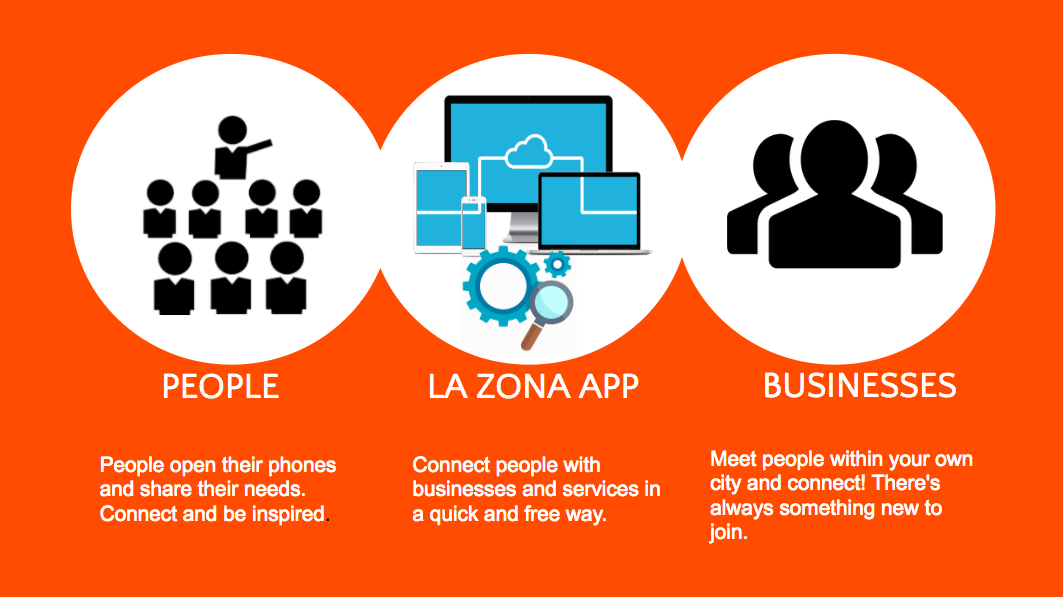 PEOPLE
People open their phones
and share their needs.
Connect and be inspired.
LA ZONA APP
Connect people with
businesses and services in
a quick and free way.
BUSINESSES
Meet people within your own
city and connect! There's
always something new to
join.